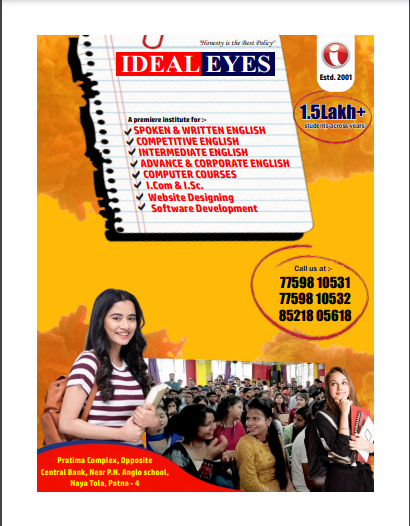 "Honesty is the Best Policy"
IDEAL EYES
i
Estd. 2001
1.5Lakh+
students across years
A premiere institute for :-
SPOKEN & WRITTEN ENGLISH
COMPETITIVE ENGLISH
INTERMEDIATE ENGLISH
ADVANCE & CORPORATE ENGLISH
COMPUTER COURSES
I.Com & I.Sc.
Website Designing
Software Development
Call us at :-
77598 10531
77598 10532
85218 05618
Pratima Complex, Opposite
Central Bank, Near P.N. Anglo school,
Naya Tola, Patna - 4